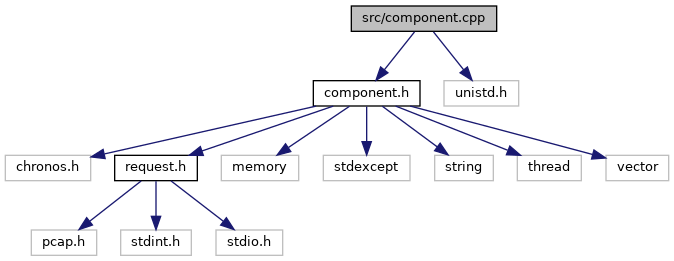 src/component.cpp
component.h
unistd.h
chronos.h
request.h
memory
stdexcept
string
thread
vector
pcap.h
stdint.h
stdio.h